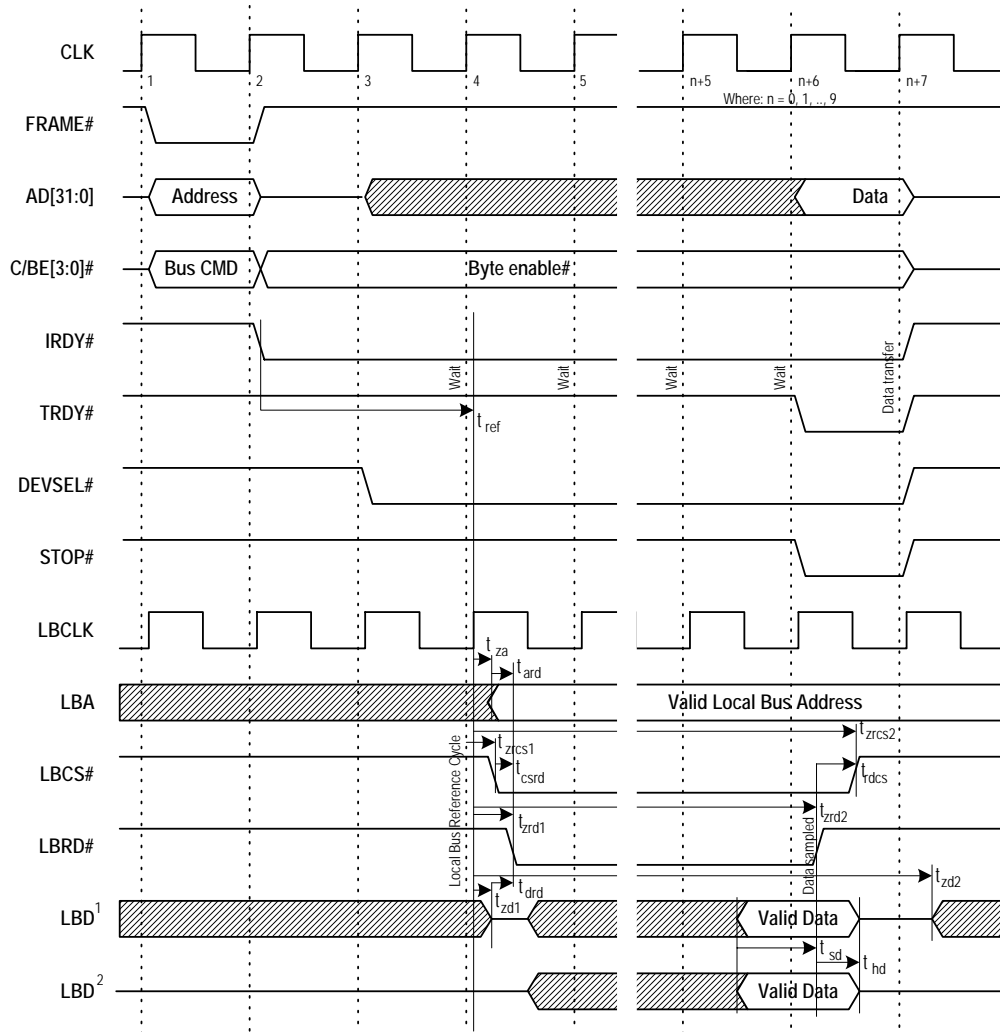 CLK
1 2 3 4 5 n+5 n+6 n+7
Where: n = 0, 1, .., 9
FRAME#
AD[31:0] Address Data
C/BE[3:0]# Bus CMD Byte enable#
IRDY#
Wait Wait Wait Wait Data transfer
TRDY#
t ref
DEVSEL#
STOP#
LBCLK
t za
t ard
LBA Valid Local Bus Address
t zrcs1 t zrcs2
LBCS# t csrd t rdcs
Local Bus Reference Cycle
t zrd1 t zrd2
LBRD# Data sampled
t drd t zd2
t zd1
LBD1 Valid Data
t sd
t hd
LBD2 Valid Data